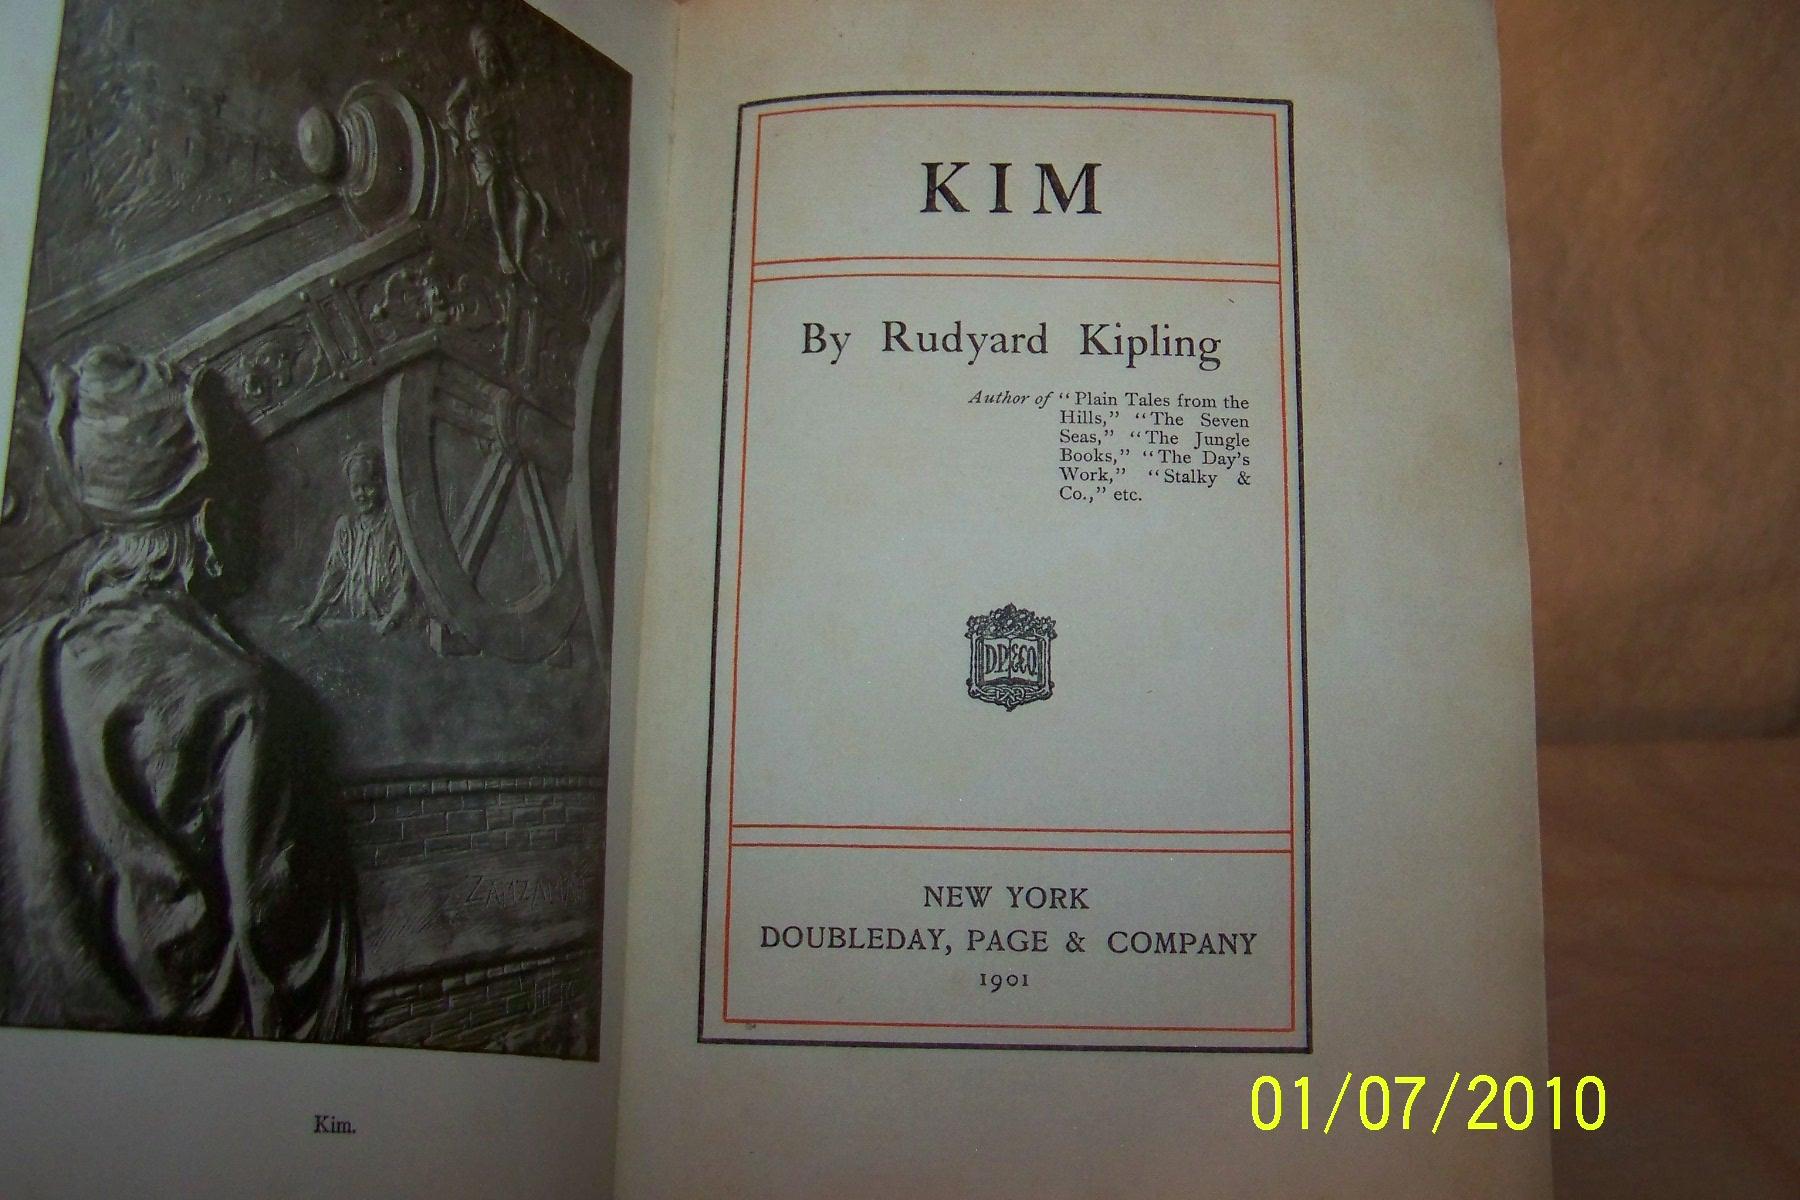 KIM
By Rudyard Kipling
Author of “Plain Tales from the
Hills,” “The Seven
Seas,” “The Jungle
Books,” “The Day's
Work,” “Stalky &
Co.,” etc.
D.P.&CO.
NEW YORK
DOUBLEDAY, PAGE & COMPANY
1901
Kim.
01/07/2010